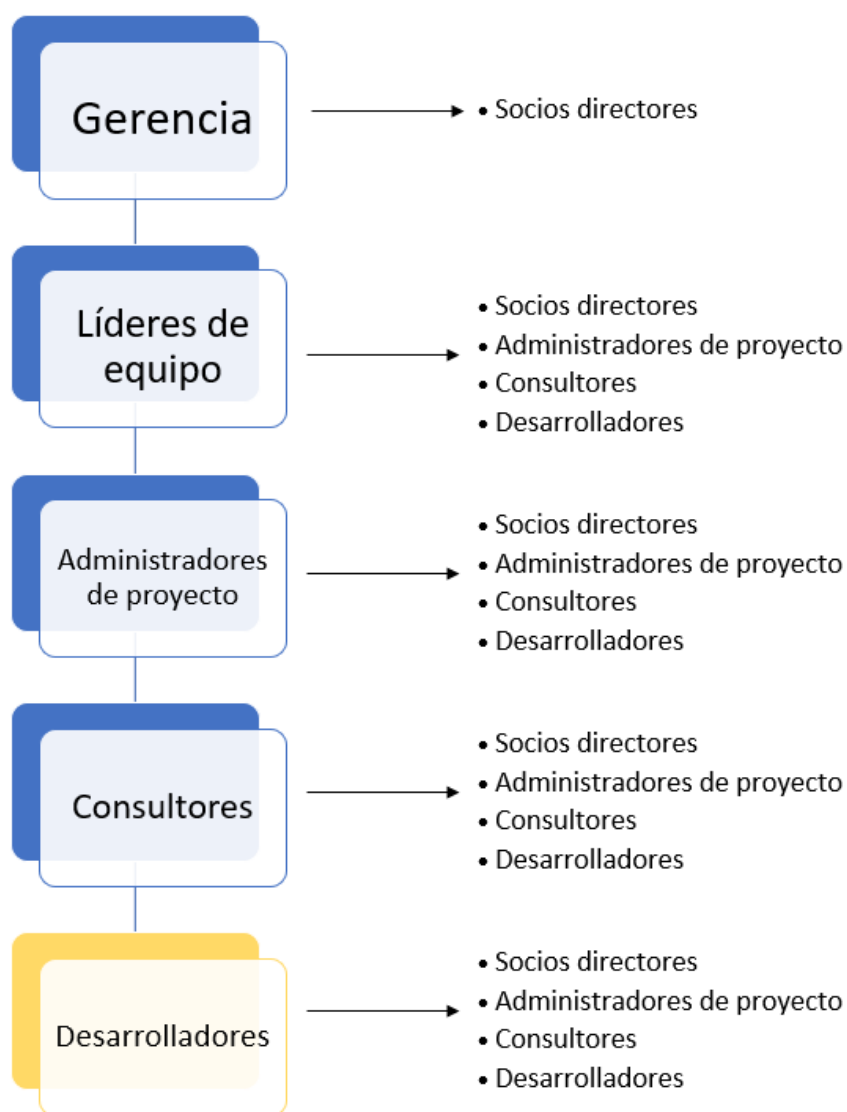 Gerencia
• Socios directores
Líderes de
equipo
• Socios directores
• Administradores de proyecto
• Consultores
• Desarrolladores
Administradores
de proyecto
• Socios directores
• Administradores de proyecto
• Consultores
• Desarrolladores
Consultores
• Socios directores
• Administradores de proyecto
• Consultores
• Desarrolladores
Desarrolladores
• Socios directores
• Administradores de proyecto
• Consultores
• Desarrolladores